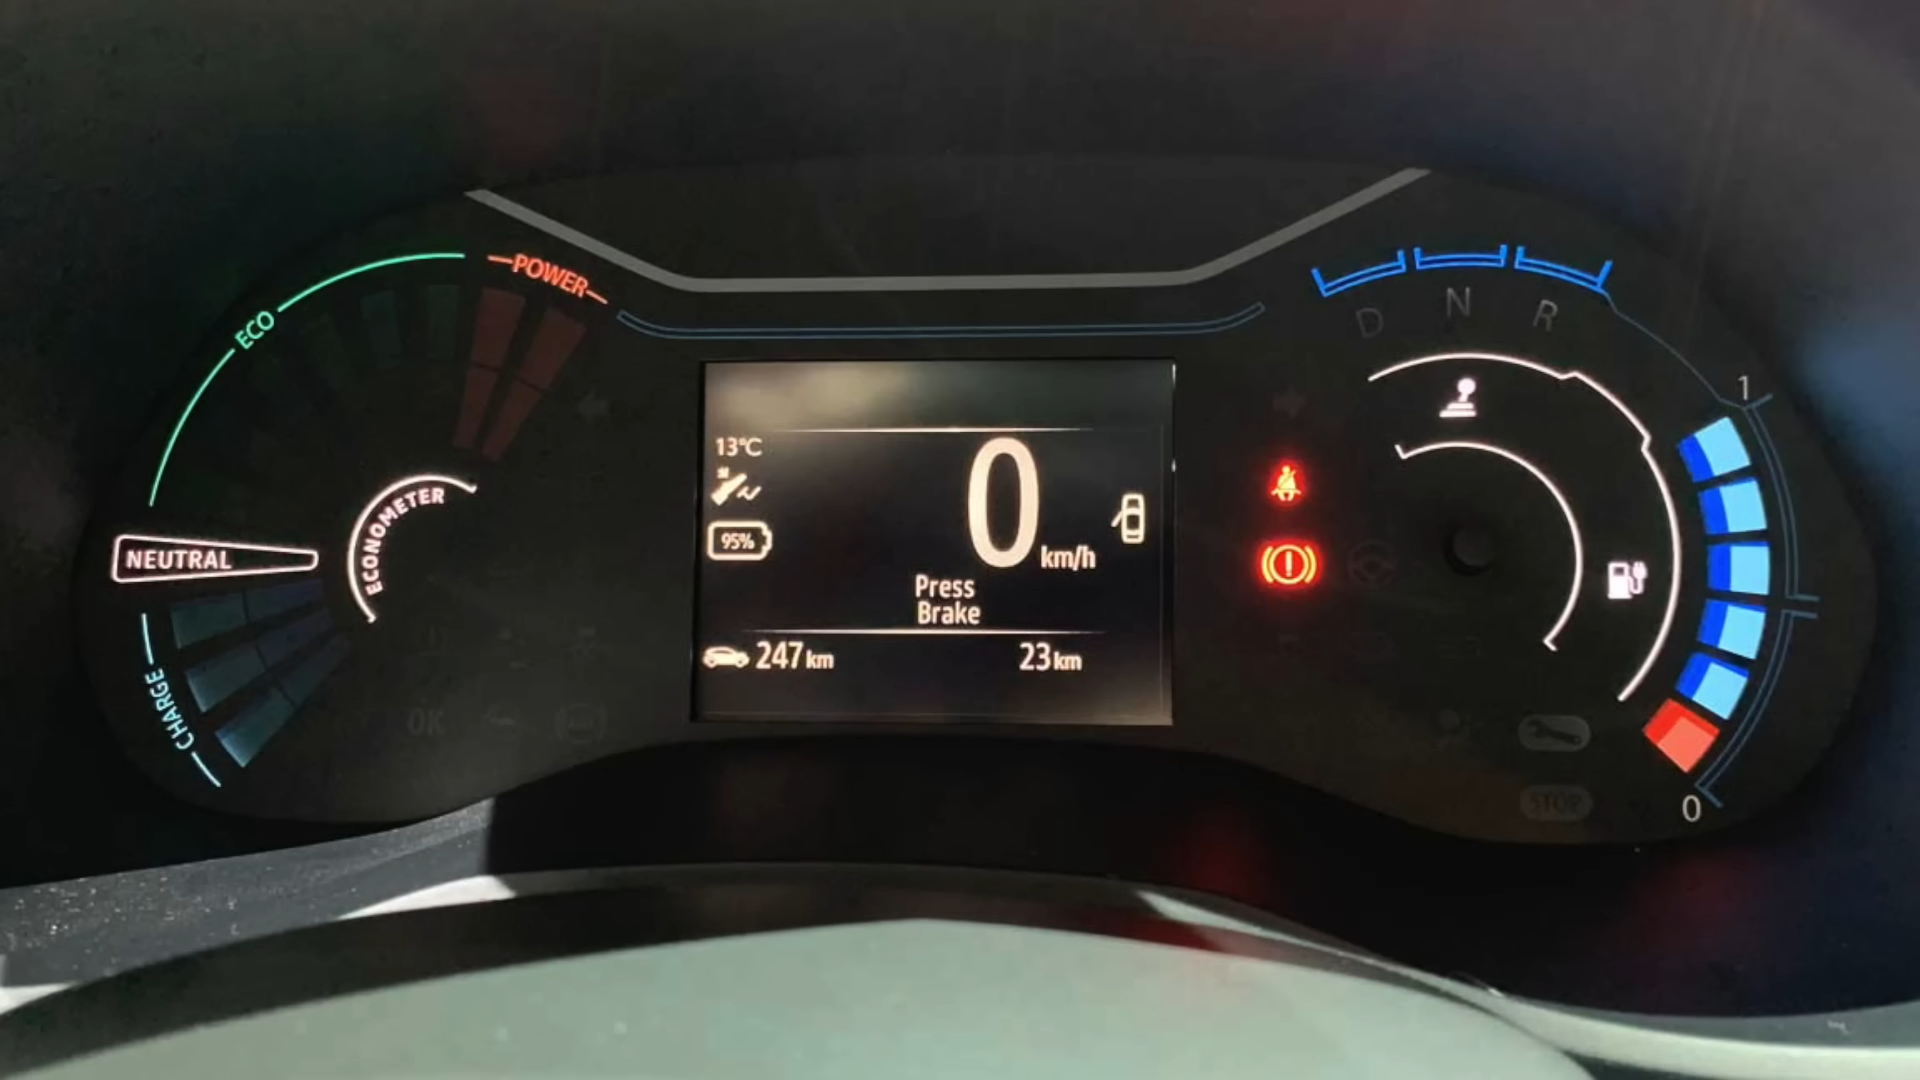 POWER
ECO
NEUTRAL
ECONOMETER
CHARGE
OK
13°C
95%
0
km/h
Press
Brake
247 km
23 km
D N R
1
0
STOP